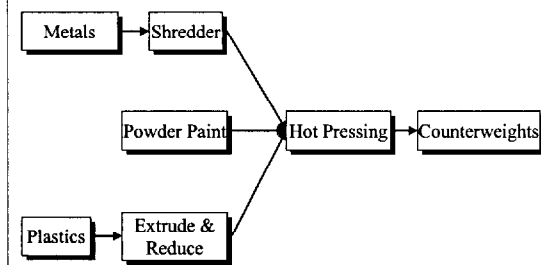 Metals
Shredder
Powder Paint
Hot Pressing
Counterweights
Plastics
Extrude &
Reduce